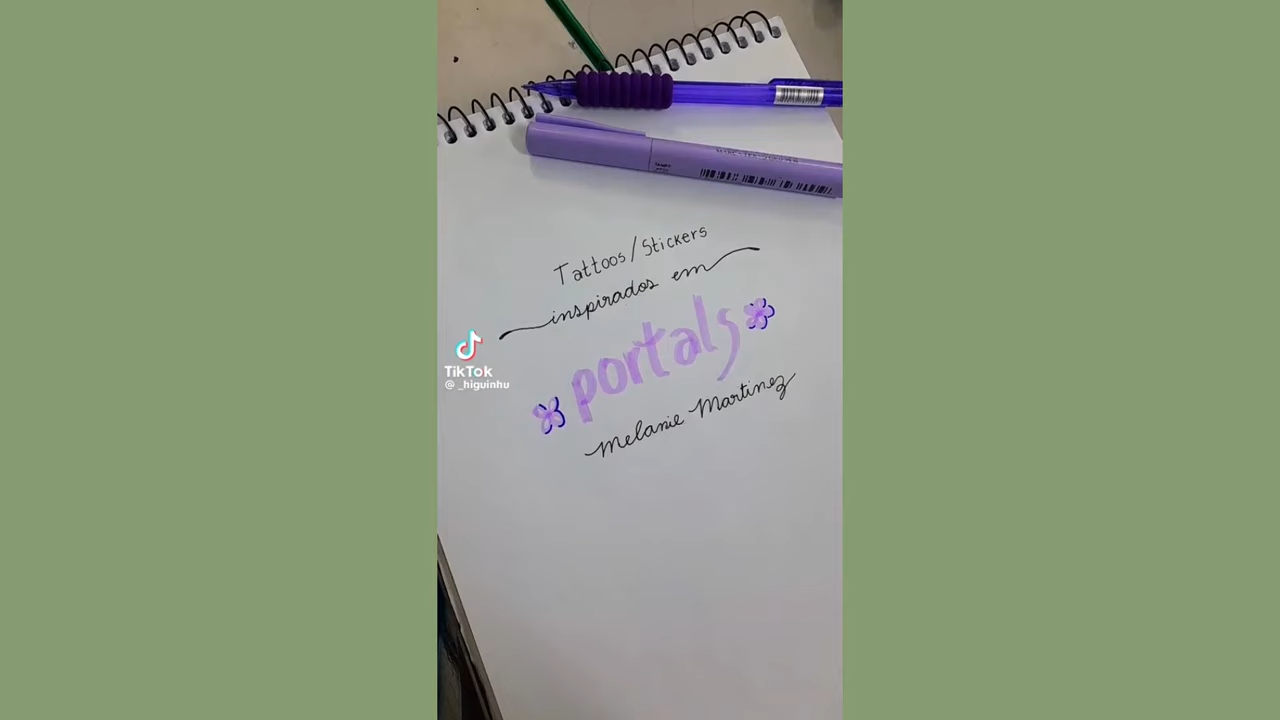 Tattoos/Stickers
inspirados em
portals
Melanie Martinez
TikTok
@_higuinhu